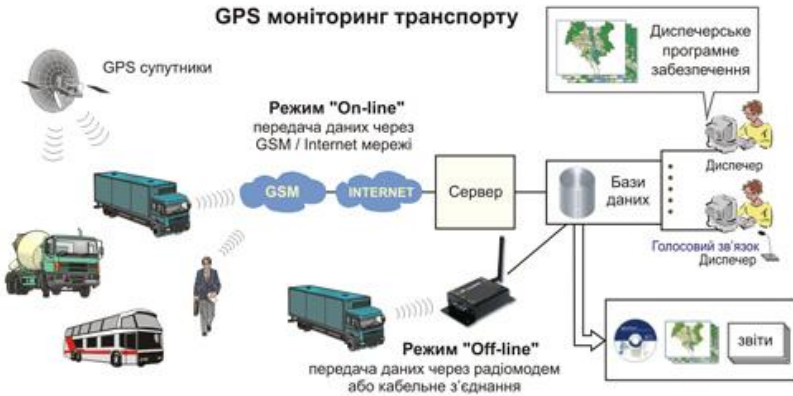 GPS моніторинг транспорту
GPS супутники
Диспетчерське
програмне
забезпечення
Режим "On-line"
передача даних через
GSM / Internet мережі
GSM
INTERNET
Сервер
Бази
даних
Диспетчер
Голосовий зв'язок
Диспетчер
Режим "Off-line"
передача даних через радіомодем
або кабельне з'єднання
звіти